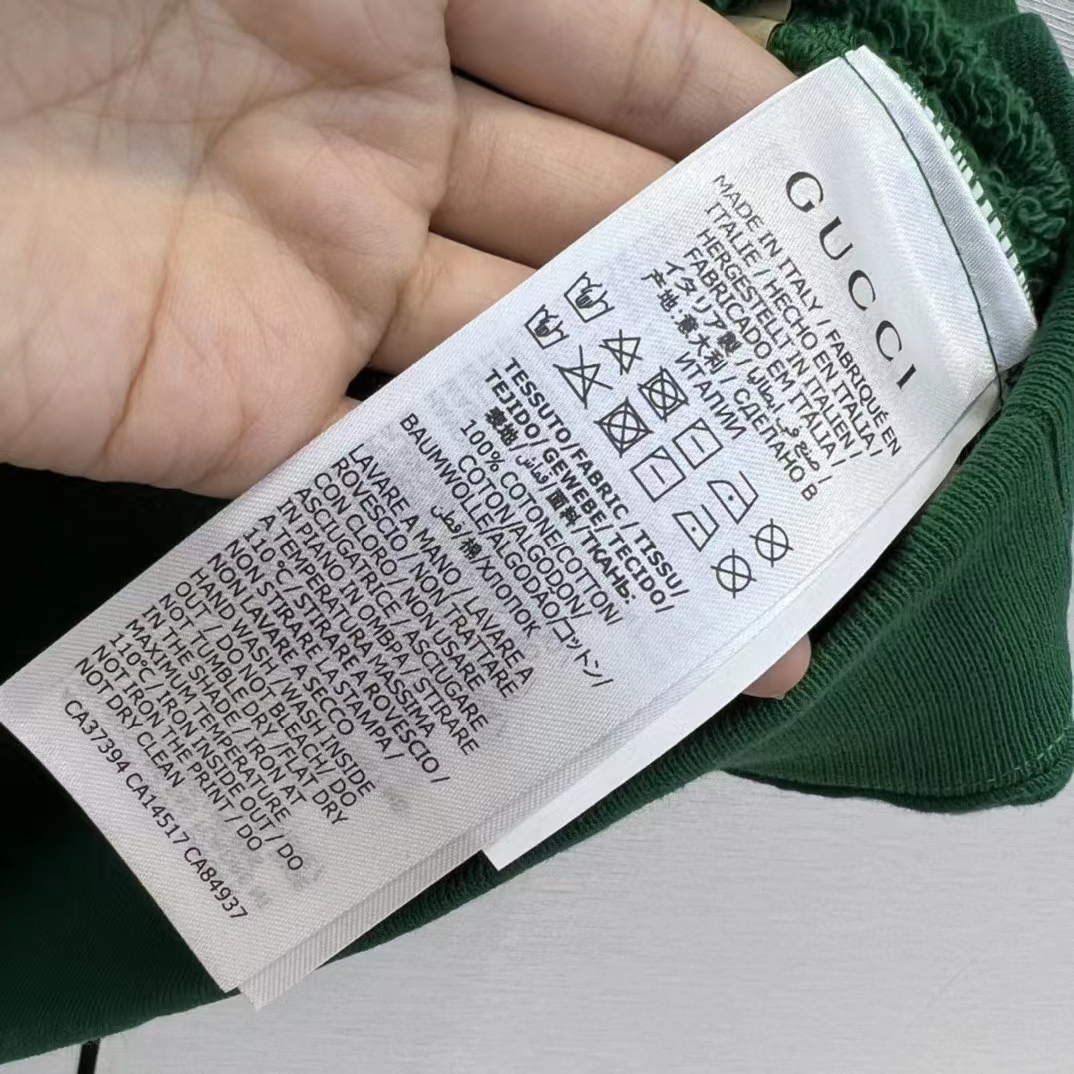 GUCCI
MADE IN ITALY / FABRIQUÉ EN
ITALIE / HECHO EN ITALIA /
HERGESTELLT IN ITALIEN /
FABRICADO EM ITALIA /
イタリア製 / صنع في إيطاليا /
产地:意大利 / СДЕЛАНО В
ИТАЛИИ
TESSUTO/FABRIC / TISSU/
TEJIDO/ GEWEBE/ TECIDO/
قماش/ 面料/ТКАНЬ:
100% COTONE/COTTON/
COTON/ALGODON/
BAUMWOLLE/ALGODAO/コットン/
قطن/棉/ХЛОПОК
LAVARE A MANO / LAVARE A
ROVESCIO / NON TRATTARE
CON CLORO / NON USARE
ASCIUGATRICE / ASCIUGARE
IN PIANO IN OMBRA / STIRARE
A TEMPERATURA MASSIMA
110 °C / STIRARE A ROVESCIO /
NON STIRARE LA STAMPA /
NON LAVARE A SECCO
HAND WASH / WASH INSIDE
OUT / DO NOT BLEACH / DO
NOT TUMBLE DRY /FLAT DRY
IN THE SHADE / IRON AT
MAXIMUM TEMPERATURE
110°C / IRON INSIDE OUT / DO
NOT IRON THE PRINT / DO
NOT DRY CLEAN
CA37394 CA14517 CA84937